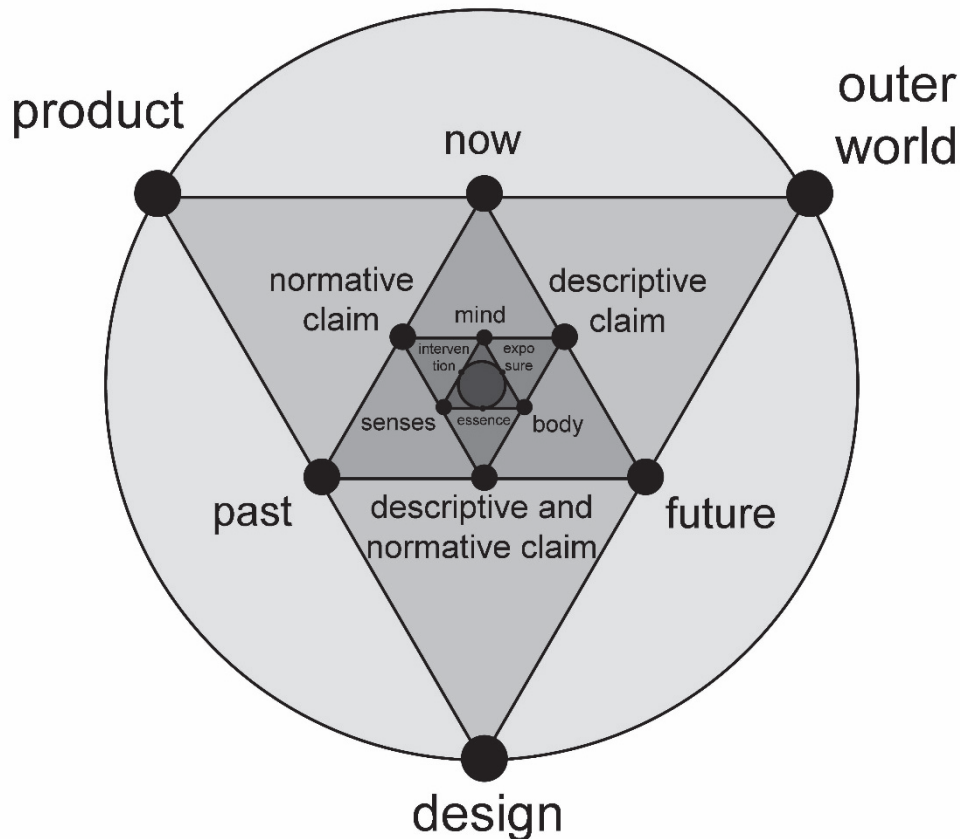 product
outer
world
now
normative
claim
descriptive
claim
mind
interven
tion
expo
sure
senses
essence
body
past
descriptive and
normative claim
future
design